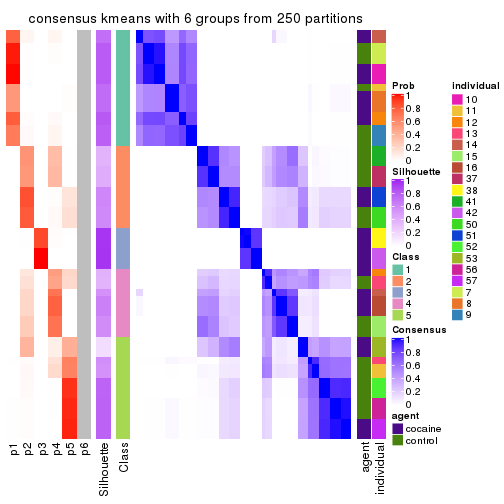 consensus kmeans with 6 groups from 250 partitions
Prob
1
0.8
0.6
0.4
0.2
0
Silhouette
1
0.8
0.6
0.4
0.2
0
Class
1
2
3
4
5
Consensus
1
0.8
0.6
0.4
0.2
0
agent
cocaine
control
individual
10
11
12
13
14
15
16
37
38
41
42
50
51
52
53
56
57
7
8
9
p1
p2
p3
p4
p5
p6
Silhouette
Class
agent
individual